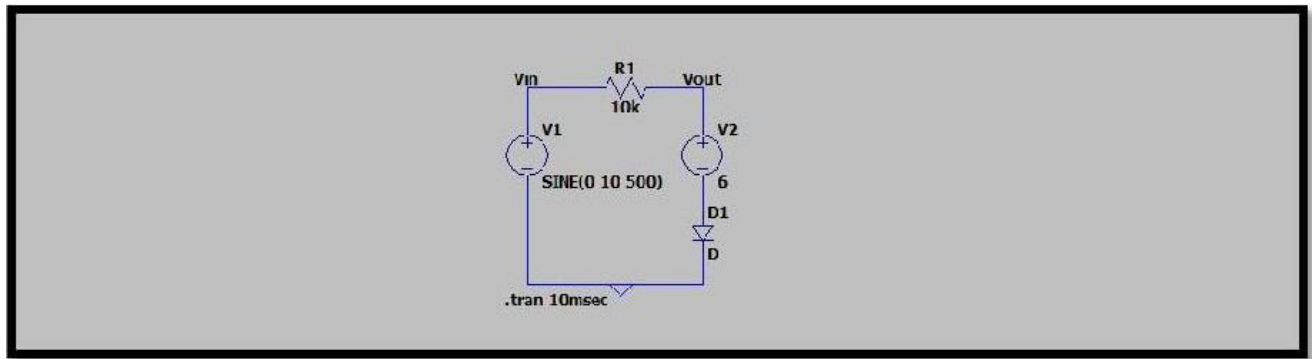 R1
Vin
Vout
10k
V1
V2
SINE(0 10 500)
6
D1
D
.tran 10msec